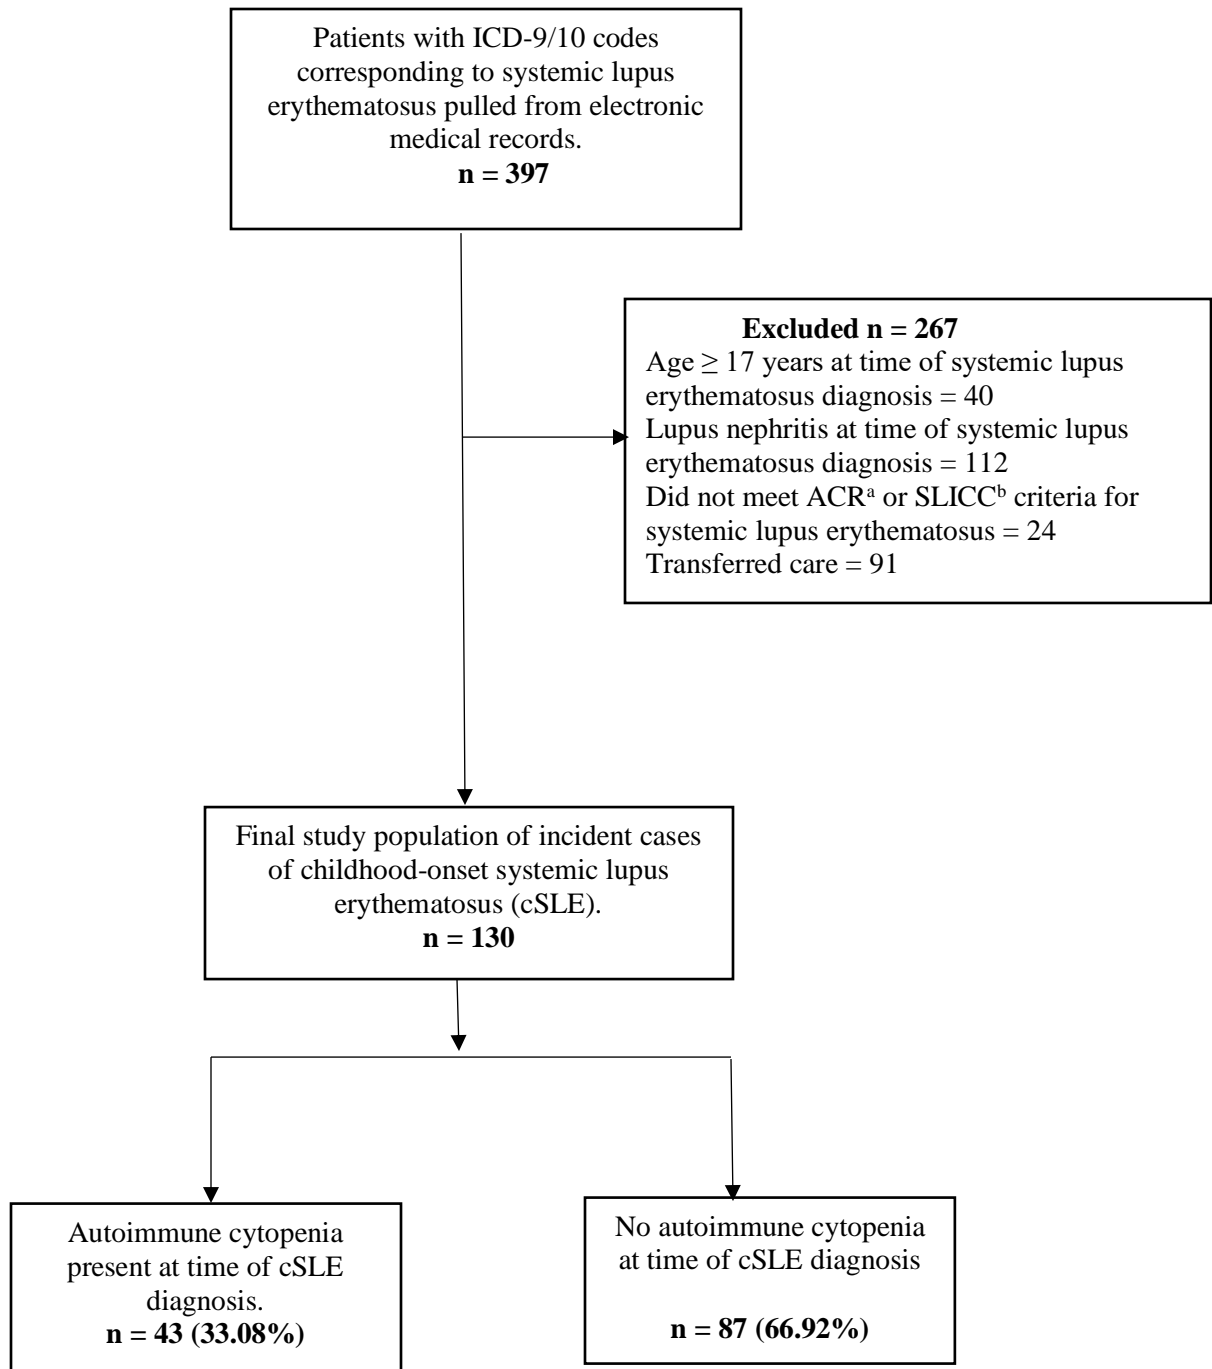 Patients with ICD-9/10 codes
corresponding to systemic lupus
erythematosus pulled from electronic
medical records.
n = 397
Excluded n = 267
Age ≥ 17 years at time of systemic lupus
erythematosus diagnosis = 40
Lupus nephritis at time of systemic lupus
erythematosus diagnosis = 112
Did not meet ACRᵃ or SLICCᵇ criteria for
systemic lupus erythematosus = 24
Transferred care = 91
Final study population of incident cases
of childhood-onset systemic lupus
erythematosus (cSLE).
n = 130
Autoimmune cytopenia
present at time of cSLE
diagnosis.
n = 43 (33.08%)
No autoimmune cytopenia
at time of cSLE diagnosis
n = 87 (66.92%)